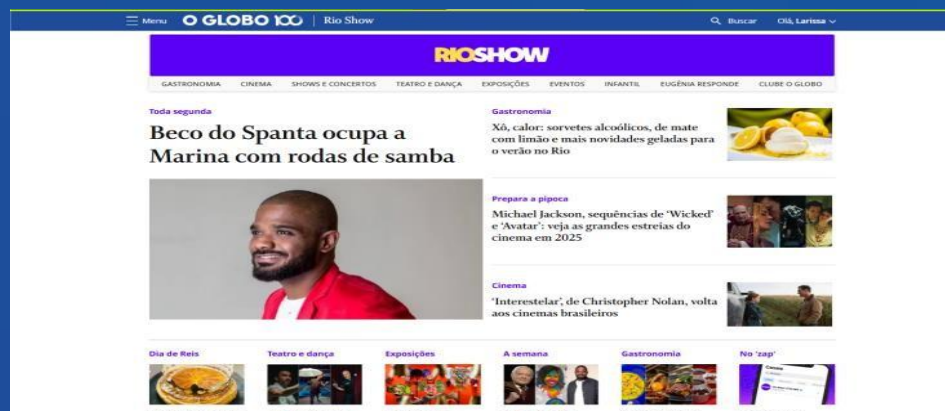 Menu O GLOBO 100 Rio Show Buscar Olá, Larissa
RIOSHOW
GASTRONOMIA CINEMA SHOWS E CONCERTOS TEATRO E DANÇA EXPOSIÇÕES EVENTOS INFANTIL EUGÊNIA RESPONDE CLUBE O GLOBO
Toda segunda
Beco do Spanta ocupa a
Marina com rodas de samba
Gastronomia
Xô, calor: sorvetes alcoólicos, de mate
com limão e mais novidades geladas para
o verão no Rio
Prepara a pipoca
Michael Jackson, sequências de 'Wicked'
e 'Avatar': veja as grandes estreias do
cinema em 2025
Cinema
'Interestelar', de Christopher Nolan, volta
aos cinemas brasileiros
Dia de Reis Teatro e dança Exposições A semana Gastronomia No 'zap'